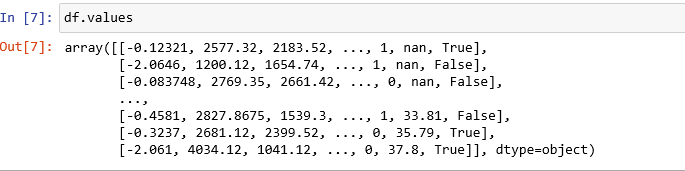 In [7]: df.values
Out[7]: array([[-0.12321, 2577.32, 2183.52, ..., 1, nan, True],
[-2.0646, 1200.12, 1654.74, ..., 1, nan, False],
[-0.083748, 2769.35, 2661.42, ..., 0, nan, False],
...,
[-0.4581, 2827.8675, 1539.3, ..., 1, 33.81, False],
[-0.3237, 2681.12, 2399.52, ..., 0, 35.79, True],
[-2.061, 4034.12, 1041.12, ..., 0, 37.8, True]], dtype=object)